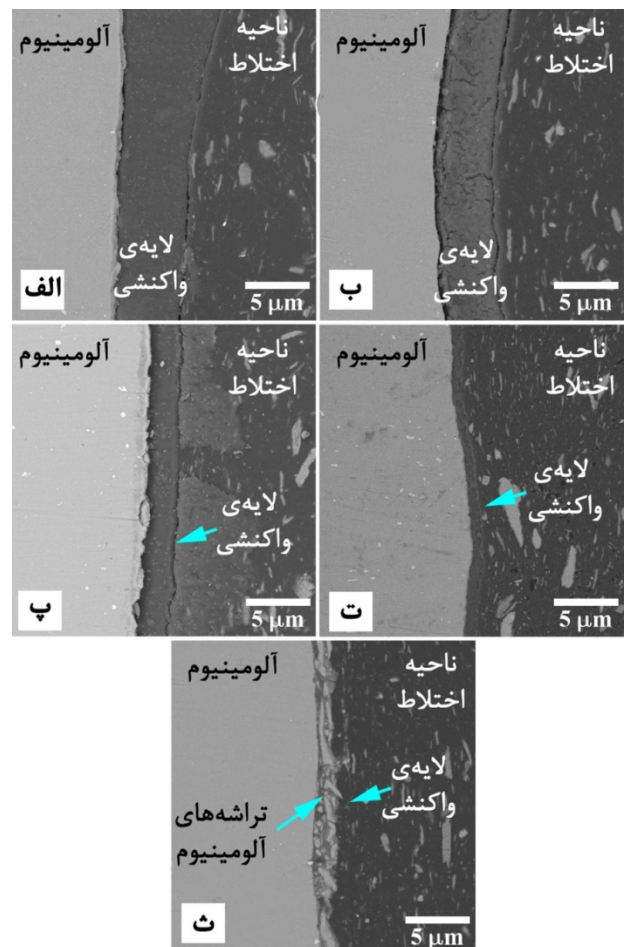 آلومینیوم
ناحیه
اختلاط
لایه‌ی
واکنشی
الف
5 µm
آلومینیوم
ناحیه
اختلاط
لایه‌ی
واکنشی
ب
5 µm
آلومینیوم
ناحیه
اختلاط
لایه‌ی
واکنشی
پ
5 µm
آلومینیوم
ناحیه
اختلاط
لایه‌ی
واکنشی
ت
5 µm
آلومینیوم
ناحیه
اختلاط
لایه‌ی
واکنشی
تراشه‌های
آلومینیوم
ث
5 µm